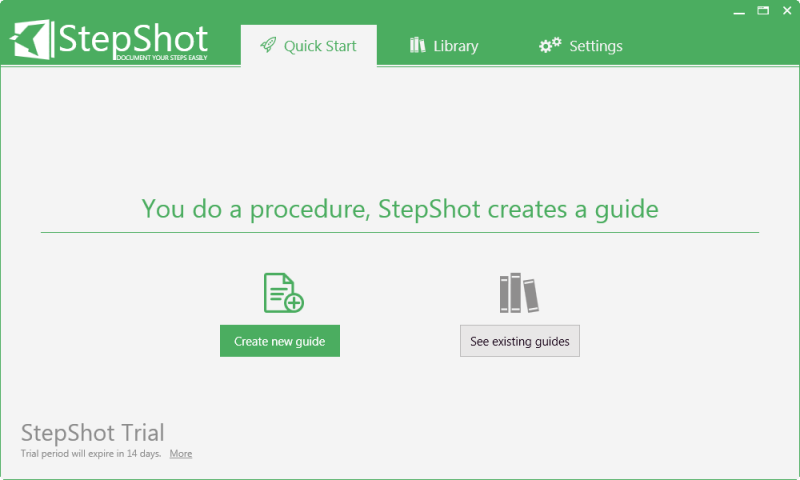 StepShot
DOCUMENT YOUR STEPS EASILY
Quick Start
Library
Settings
You do a procedure, StepShot creates a guide
Create new guide
See existing guides
StepShot Trial
Trial period will expire in 14 days. More